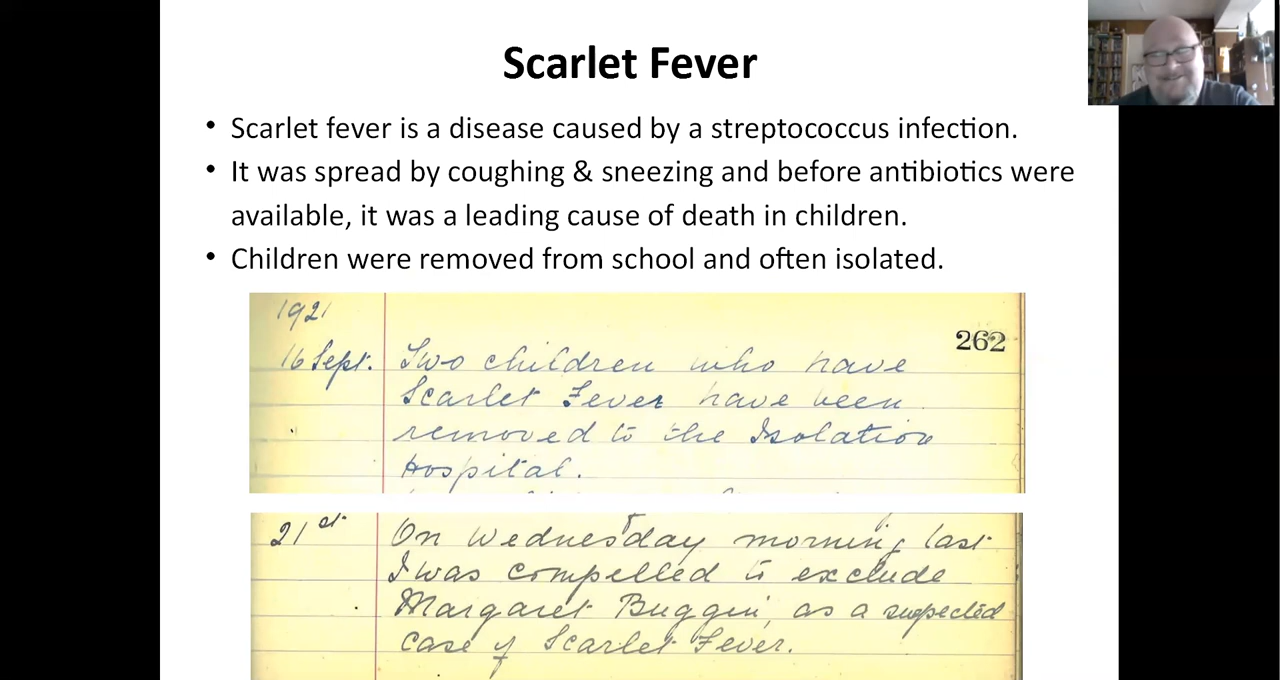 Scarlet Fever
• Scarlet fever is a disease caused by a streptococcus infection.
• It was spread by coughing & sneezing and before antibiotics were
available, it was a leading cause of death in children.
• Children were removed from school and often isolated.
1921
262
16 Sept. Two children who have
Scarlet Fever have been
removed to the Isolation
Hospital.
21st. On Wednesday morning last
I was compelled to exclude
Margaret as a suspected
case of Scarlet Fever.